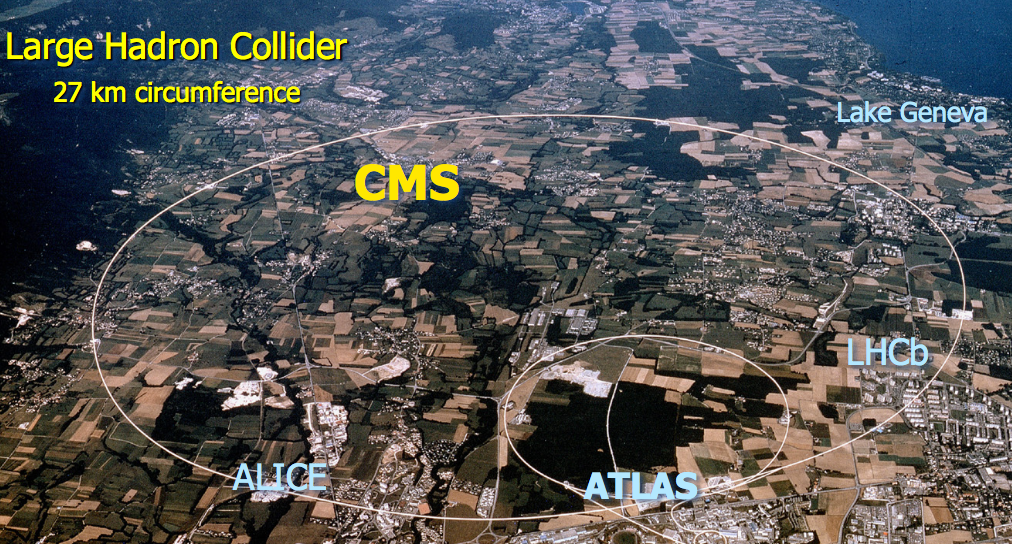 Large Hadron Collider
27 km circumference
Lake Geneva
CMS
LHCb
ALICE
ATLAS